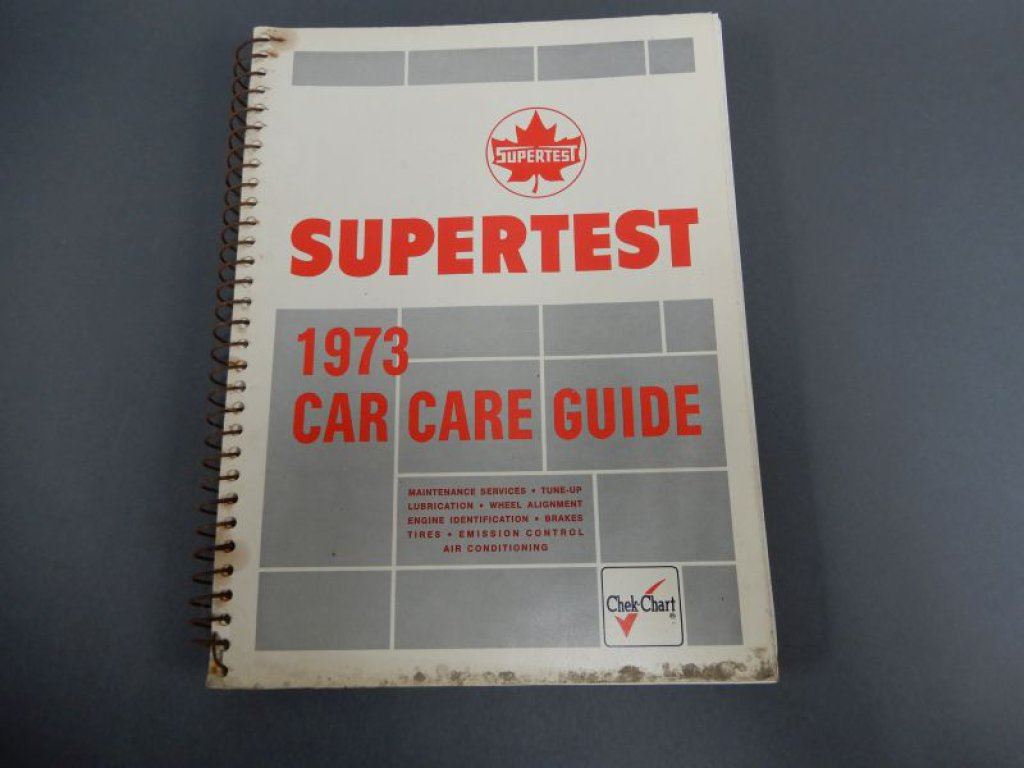 SUPERTEST
SUPERTEST
1973
CAR CARE GUIDE
MAINTENANCE SERVICES • TUNE-UP
LUBRICATION • WHEEL ALIGNMENT
ENGINE IDENTIFICATION • BRAKES
TIRES • EMISSION CONTROL
AIR CONDITIONING
Chek-Chart
®